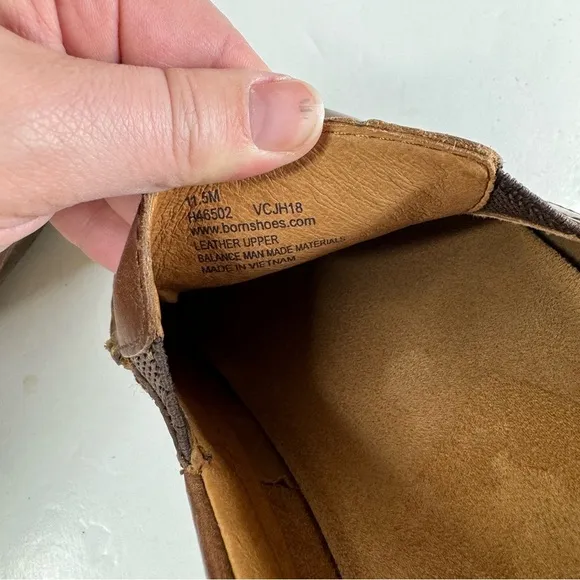 11.5M
H46502 VCJH18
www.bornshoes.com
LEATHER UPPER
BALANCE MAN MADE MATERIALS
MADE IN VIETNAM